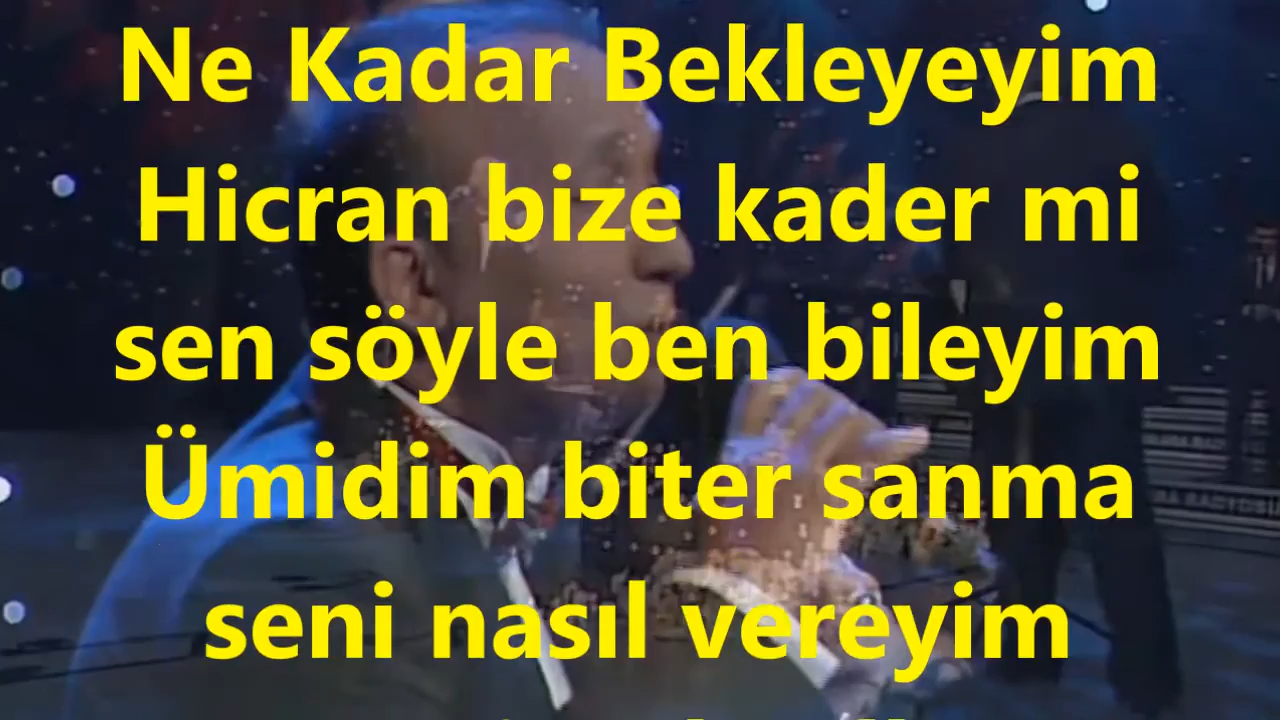 Ne Kadar Bekleyeyim
Hicran bize kader mi
sen söyle ben bileyim
Ümidim biter sanma
seni nasıl vereyim